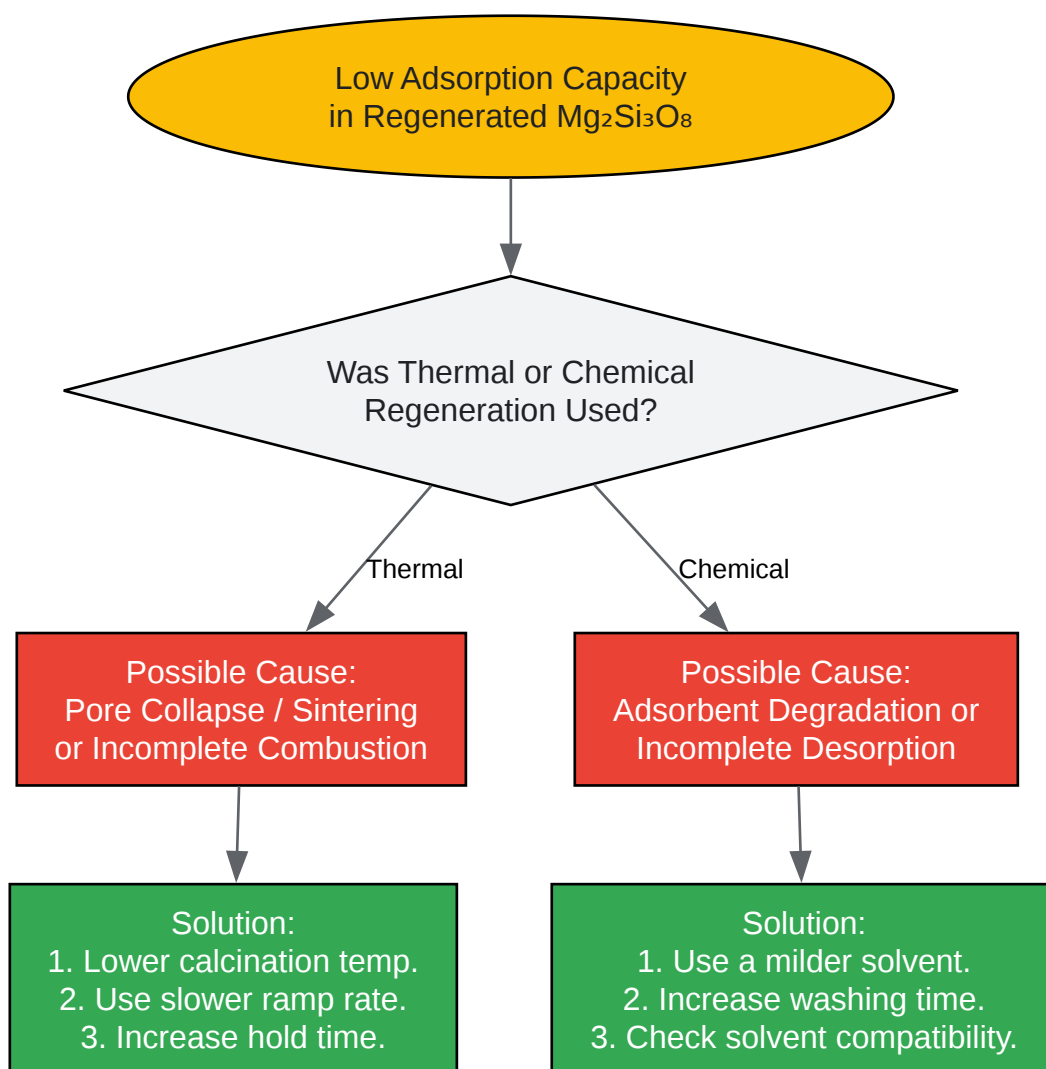 Low Adsorption Capacity
in Regenerated Mg₂Si₃O₈
Was Thermal or Chemical
Regeneration Used?
Thermal
Chemical
Possible Cause:
Pore Collapse / Sintering
or Incomplete Combustion
Possible Cause:
Adsorbent Degradation or
Incomplete Desorption
Solution:
1. Lower calcination temp.
2. Use slower ramp rate.
3. Increase hold time.
Solution:
1. Use a milder solvent.
2. Increase washing time.
3. Check solvent compatibility.